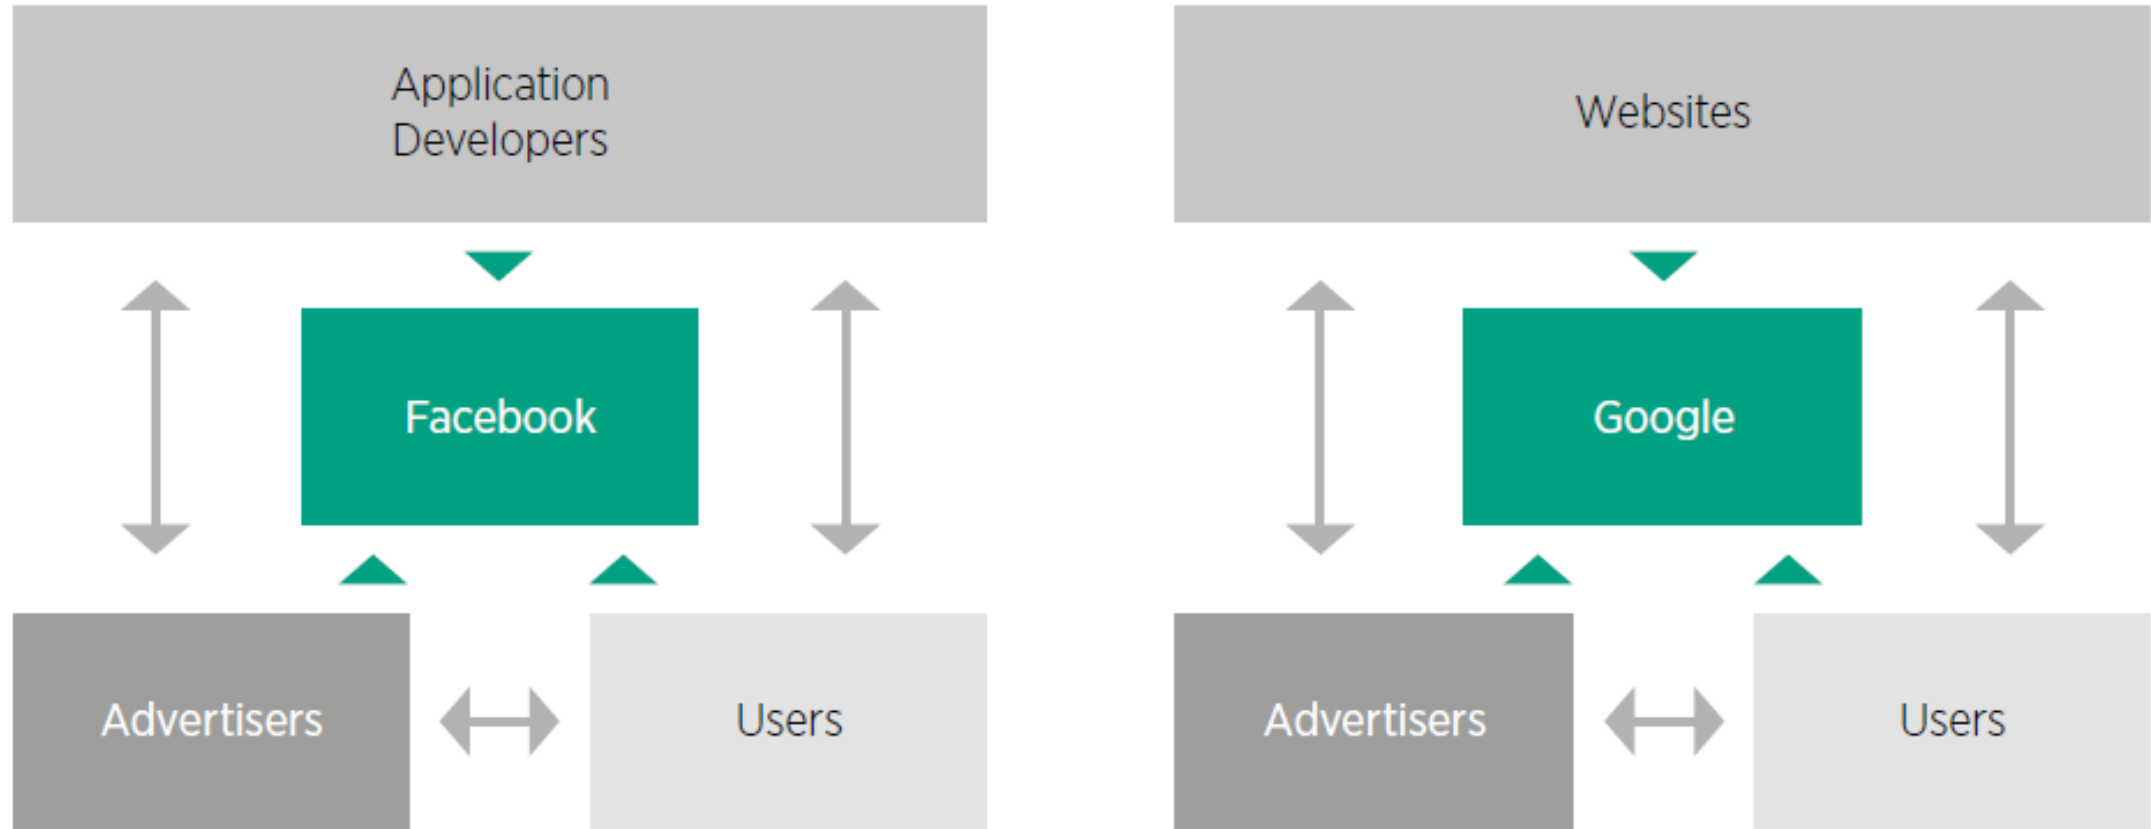 Application
Developers
Websites
Facebook
Google
Advertisers
Users
Advertisers
Users